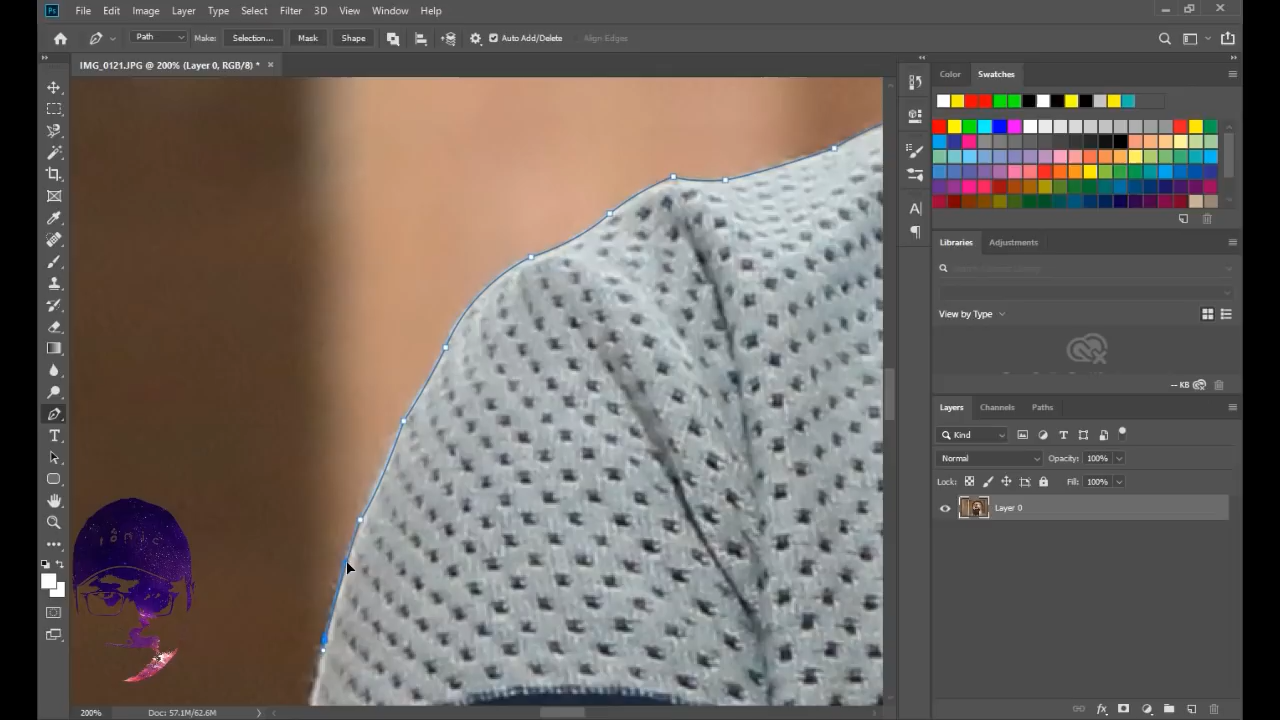 Ps File Edit Image Layer Type Select Filter 3D View Window Help
Path Make: Selection... Mask Shape Auto Add/Delete Align Edges
IMG_0121.JPG @ 200% (Layer 0, RGB/8) *
Color Swatches
Libraries Adjustments
View by Type
-- KB
Layers Channels Paths
Kind
Normal Opacity: 100%
Lock: Fill: 100%
Layer 0
200% Doc: 57.1M/62.6M